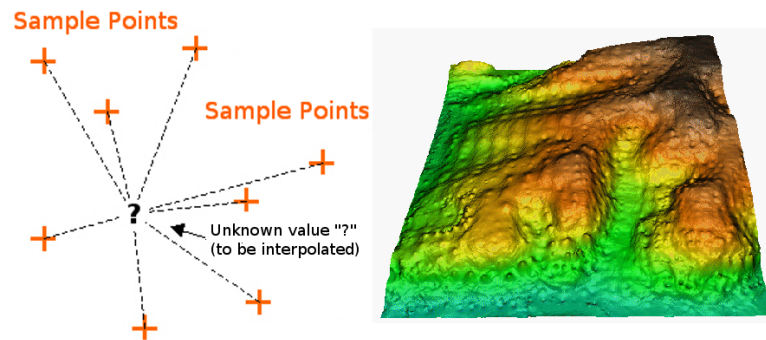 Sample Points
Sample Points
?
Unknown value "?"
(to be interpolated)